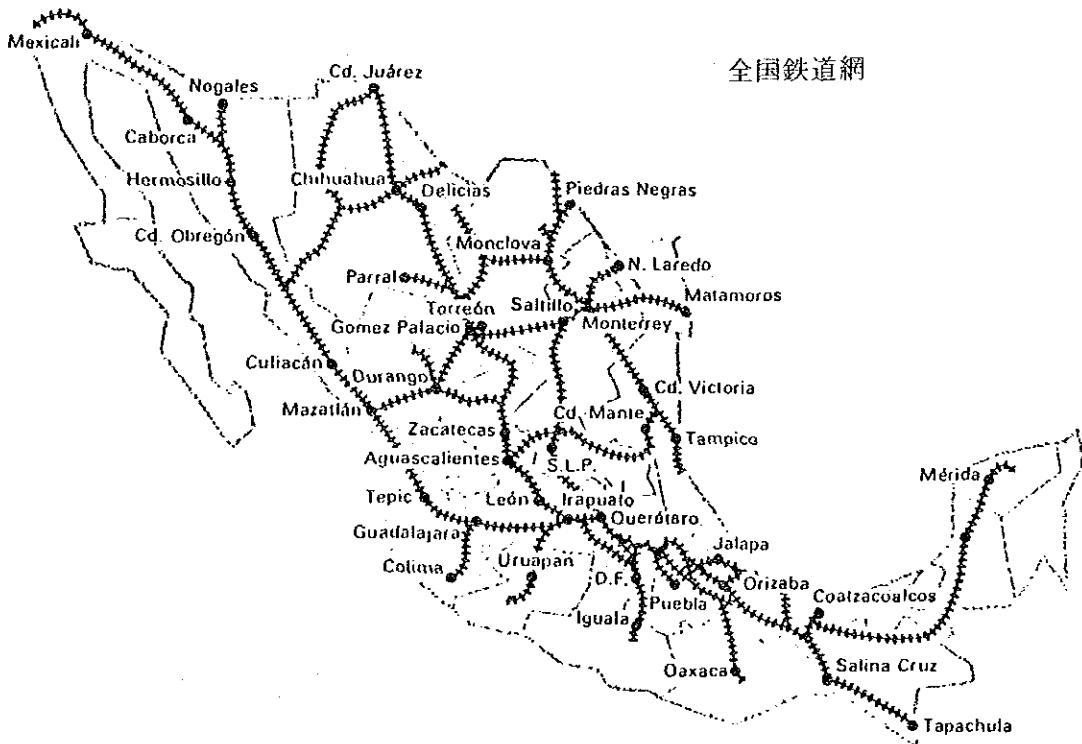 全国鉄道網
Mexicali
Nogales
Cd. Juárez
Caborca
Hermosillo
Chihuahua
Delicias
Piedras Negras
Cd. Obregón
Monclova
N. Laredo
Parral
Torreón
Saltillo
Matamoros
Gomez Palacio
Monterrey
Culiacán
Durango
Cd. Victoria
Mazatlán
Cd. Mante
Zacatecas
Tampico
Aguascalientes
S.L.P.
Mérida
Tepic
León
Irapuato
Querétaro
Guadalajara
Jalapa
Colima
Uruapan
D.F.
Orizaba
Puebla
Coatzacoalcos
Iguala
Oaxaca
Salina Cruz
Tapachula